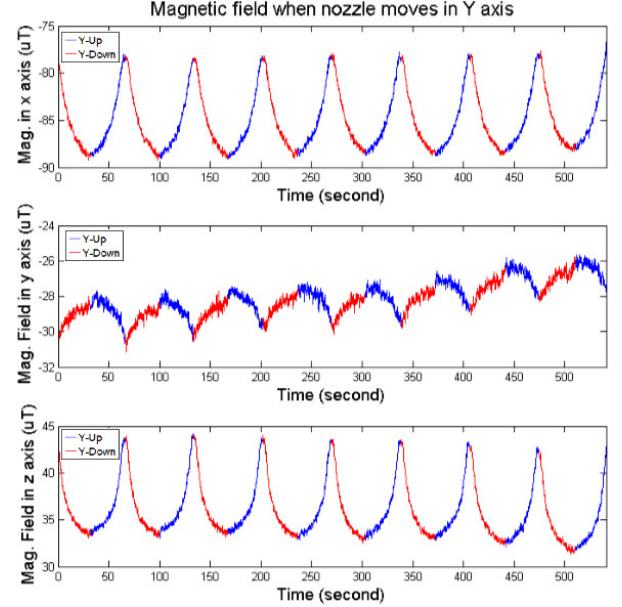 Magnetic field when nozzle moves in Y axis
Mag. in x axis (uT)
-75
-80
-85
-90
Y-Up
Y-Down
0 50 100 150 200 250 300 350 400 450 500
Time (second)
Mag. Field in y axis (uT)
-24
-26
-28
-30
-32
Y-Up
Y-Down
0 50 100 150 200 250 300 350 400 450 500
Time (second)
Mag. Field in z axis (uT)
45
40
35
30
Y-Up
Y-Down
0 50 100 150 200 250 300 350 400 450 500
Time (second)